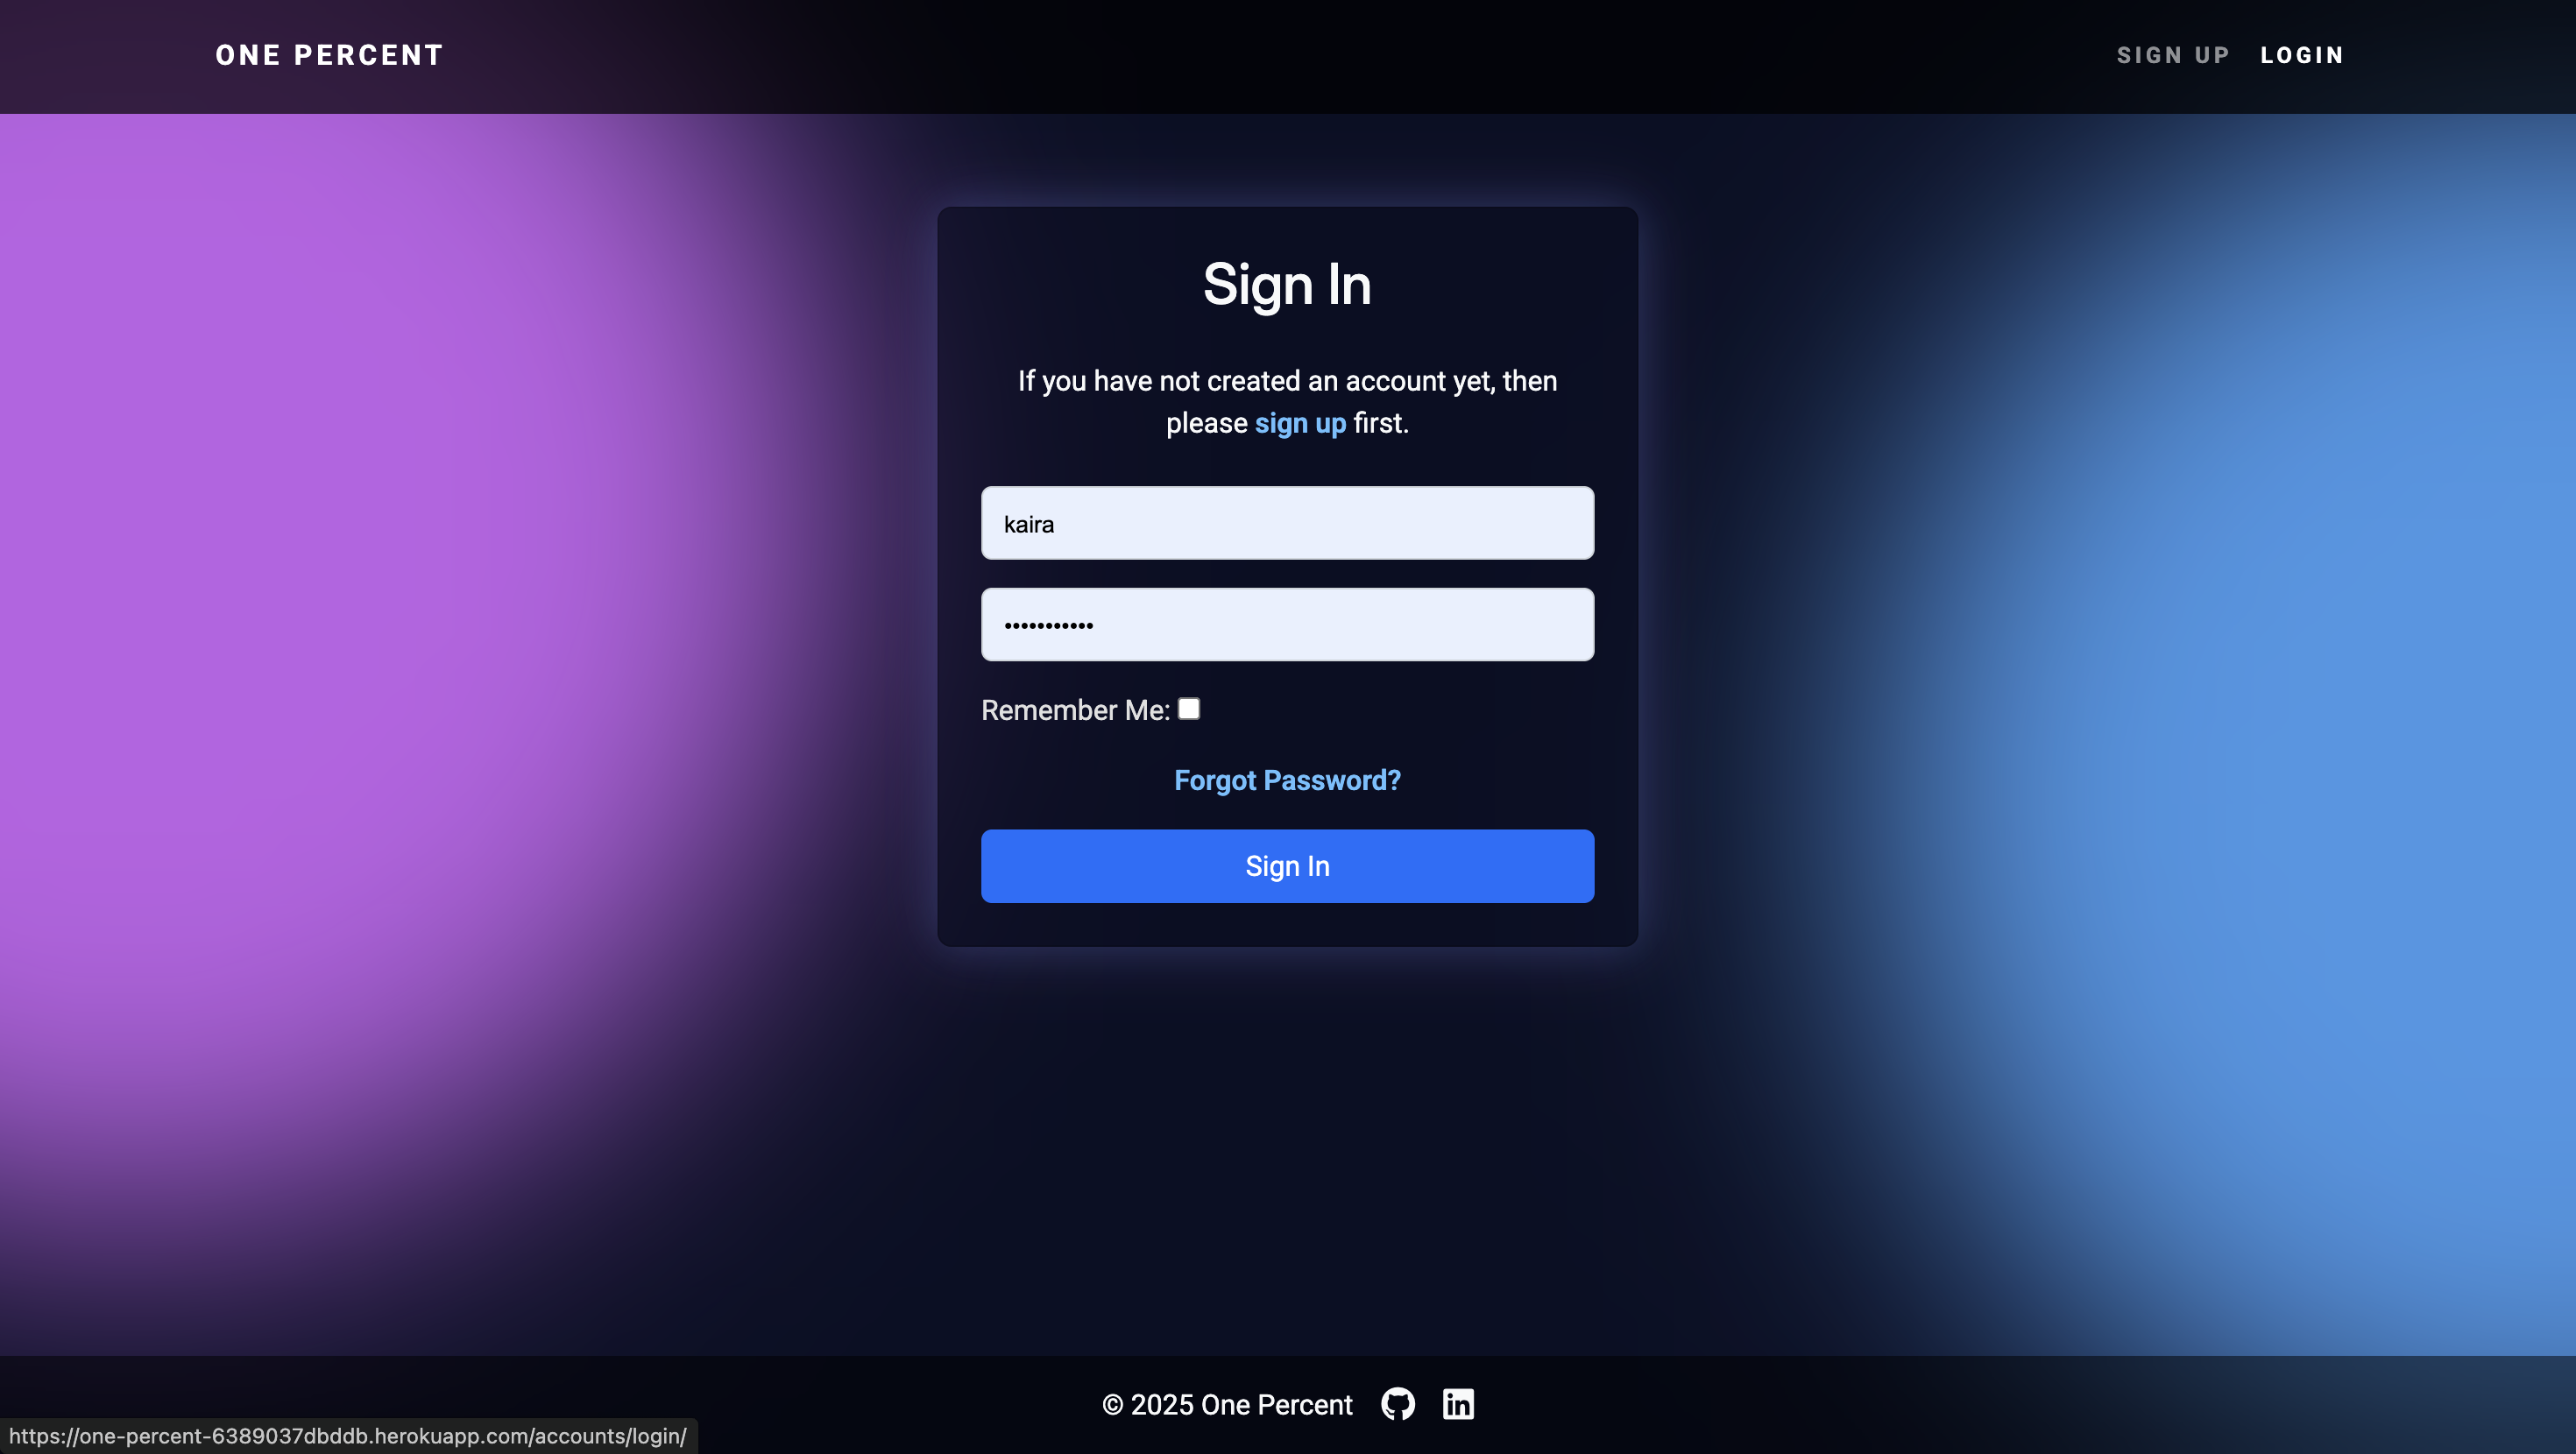 ONE PERCENT
SIGN UP LOGIN
Sign In
If you have not created an account yet, then
please sign up first.
kaira
•••••••••••
Remember Me:
Forgot Password?
Sign In
© 2025 One Percent
https://one-percent-6389037dbddb.herokuapp.com/accounts/login/